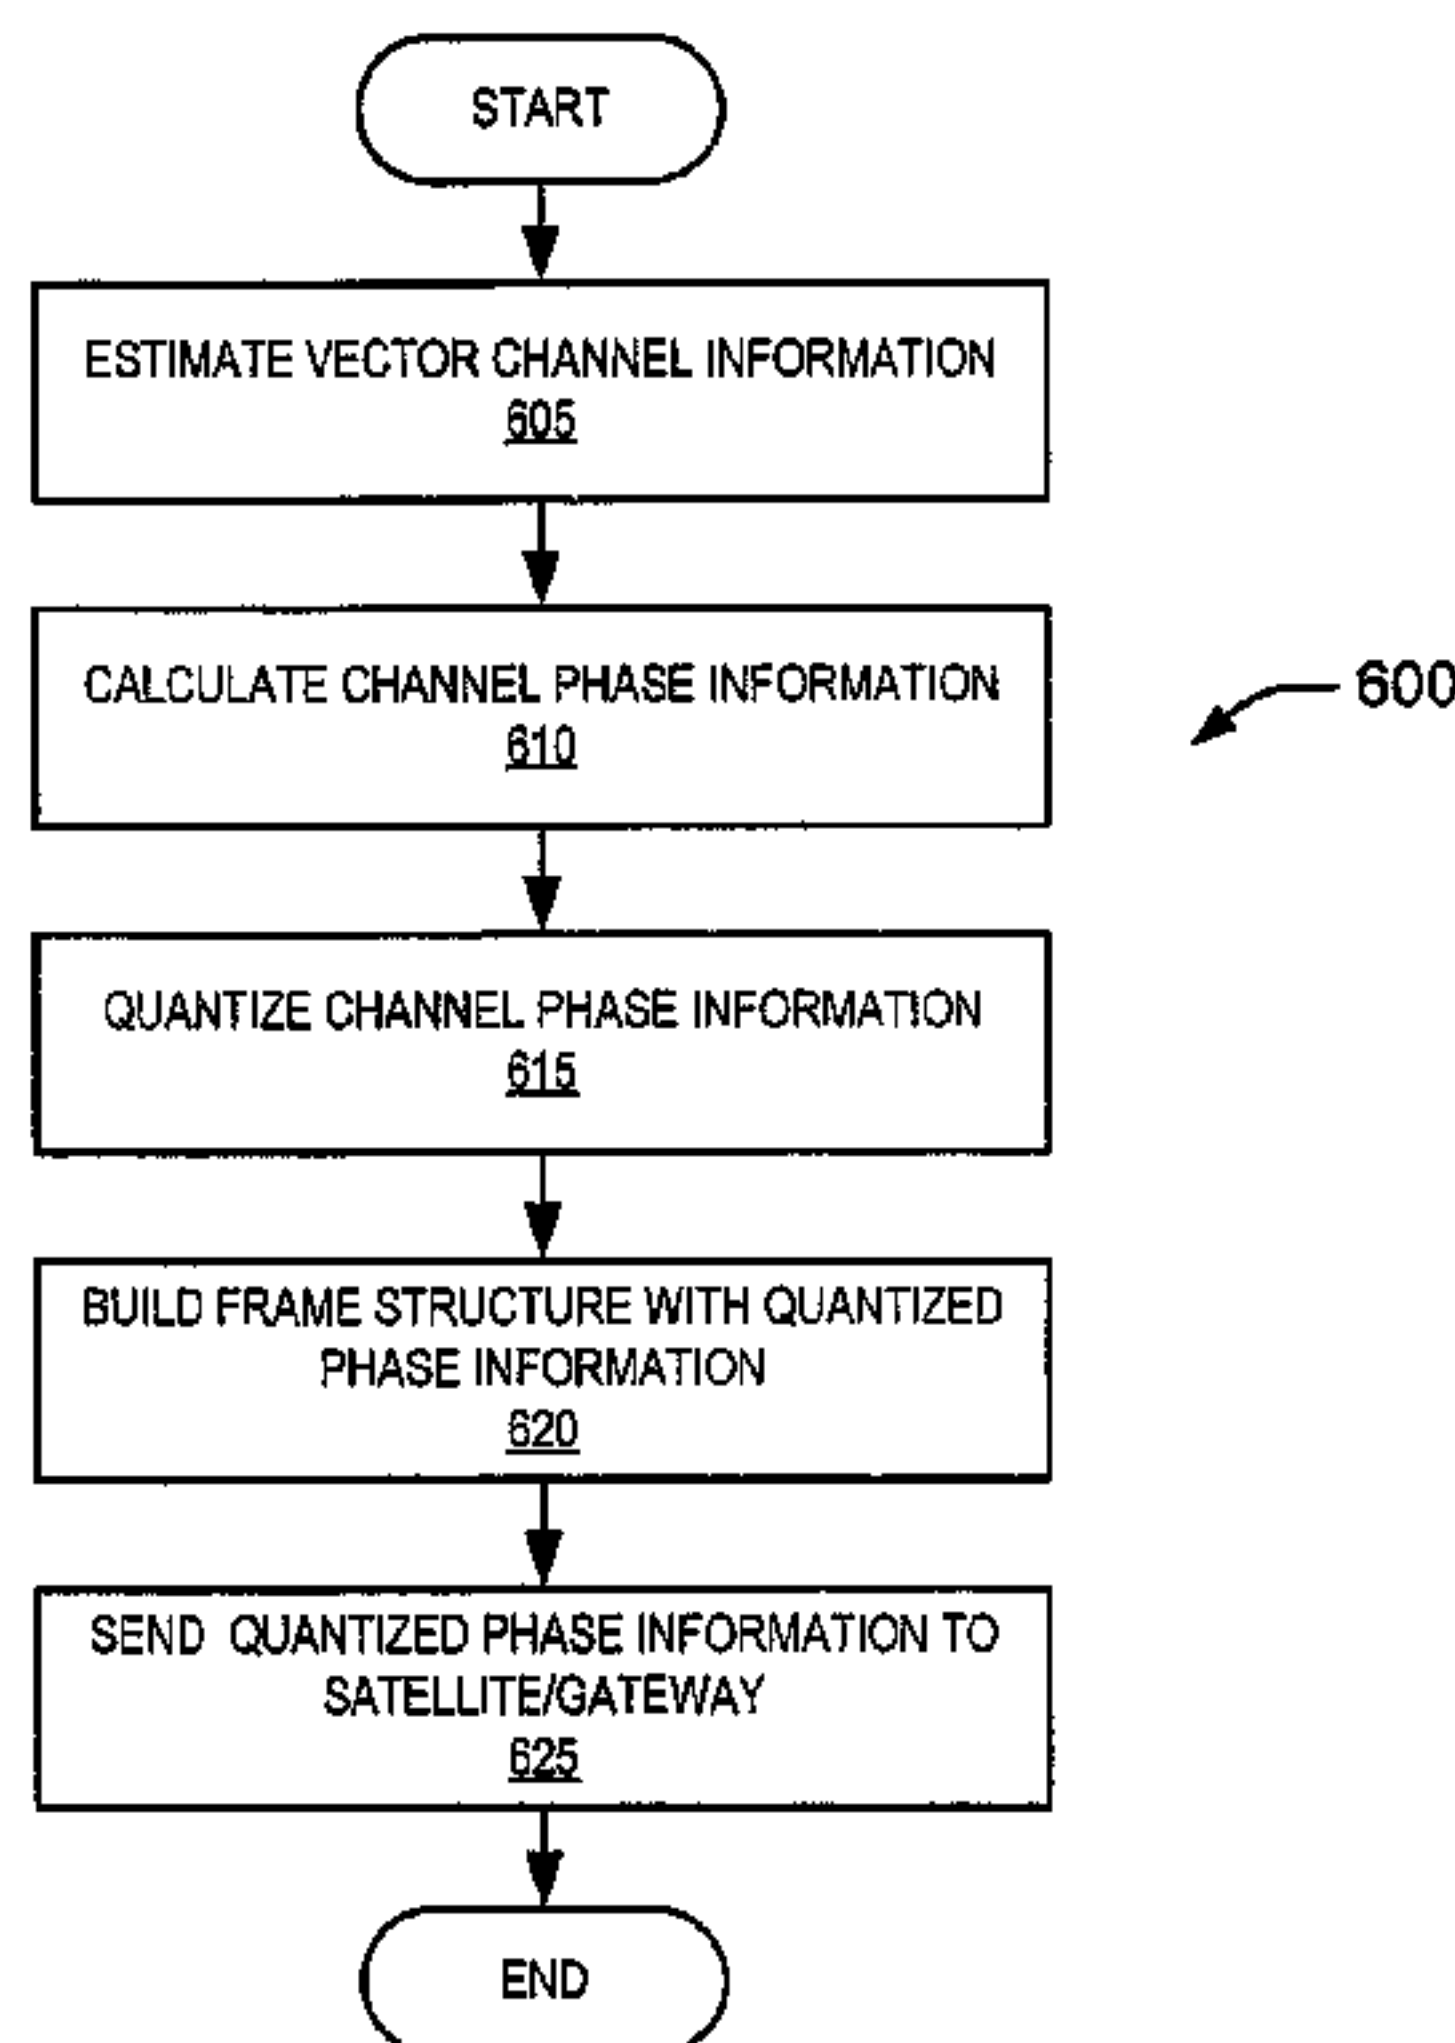 START
ESTIMATE VECTOR CHANNEL INFORMATION
605
CALCULATE CHANNEL PHASE INFORMATION
610
600
QUANTIZE CHANNEL PHASE INFORMATION
615
BUILD FRAME STRUCTURE WITH QUANTIZED
PHASE INFORMATION
620
SEND QUANTIZED PHASE INFORMATION TO
SATELLITE/GATEWAY
625
END